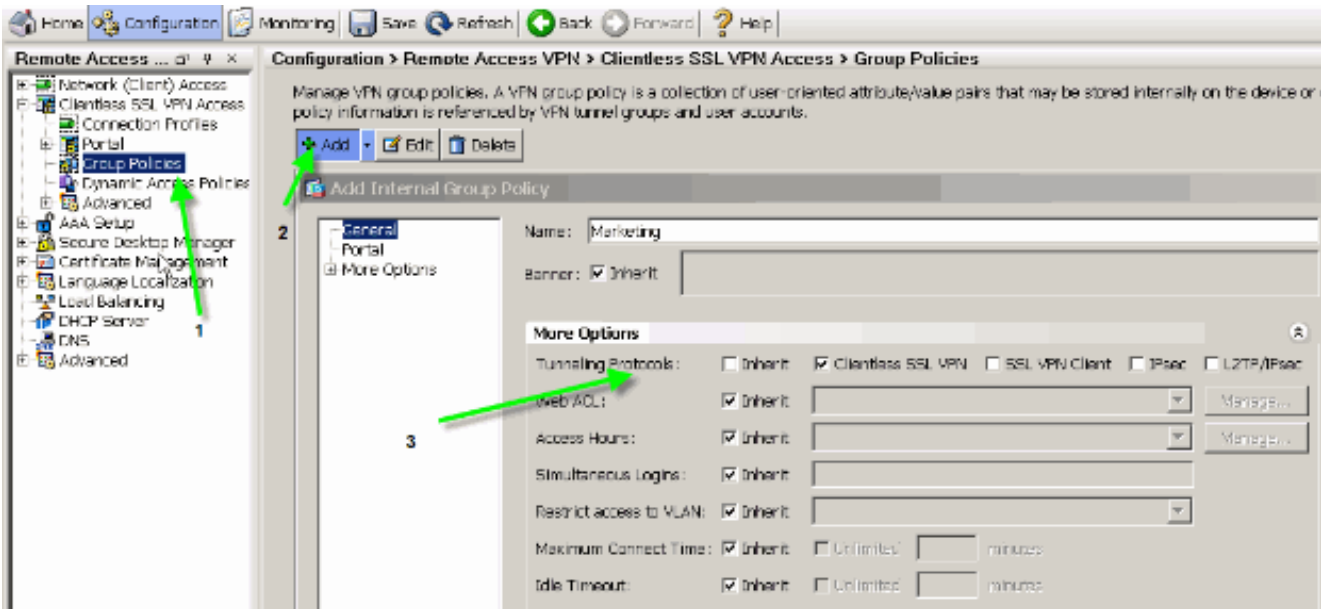 Home Configuration Monitoring Save Refresh Back Forward Help
Remote Access ...
Configuration > Remote Access VPN > Clientless SSL VPN Access > Group Policies
Network (Client) Access
Clientless SSL VPN Access
Connection Profiles
Portal
Group Policies
Dynamic Access Policies
Advanced
AAA Setup
Secure Desktop Manager
Certificate Management
Language Localization
Load Balancing
DHCP Server
DNS
Advanced
1
Manage VPN group policies. A VPN group policy is a collection of user-oriented attribute/value pairs that may be stored internally on the device or
policy information is referenced by VPN tunnel groups and user accounts.
Add Edit Delete
2
Add Internal Group Policy
General
Portal
More Options
3
Name: Marketing
Banner: Inherit
More Options
Tunneling Protocols: Inherit Clientless SSL VPN SSL VPN Client IPsec L2TP/IPsec
Web ACL: Inherit Manage...
Access Hours: Inherit Manage...
Simultaneous Logins: Inherit
Restrict access to VLAN: Inherit
Maximum Connect Time: Inherit Unlimited minutes
Idle Timeout: Inherit Unlimited minutes